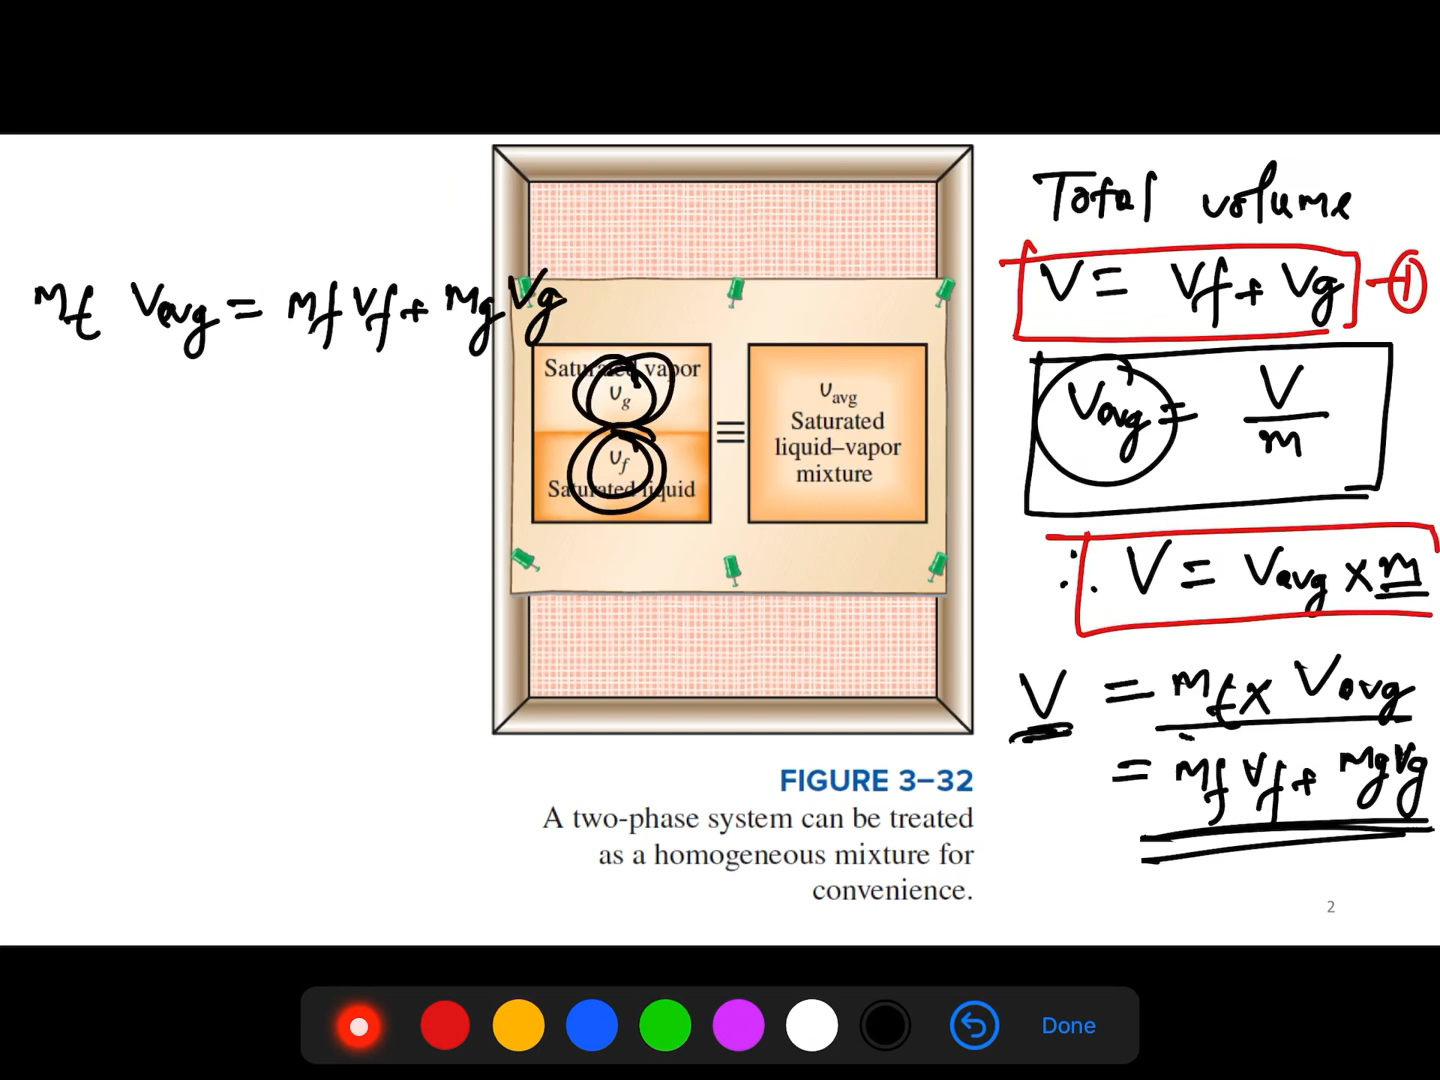 Total volume
V = Vf + Vg - ①
mt vavg = mf vf + mg vg
Saturated vapor
υg
υf
Saturated liquid
≡
υavg
Saturated
liquid–vapor
mixture
Vavg = V/m
∴ V = Vavg × m
V = mt × Vavg
= mf vf + mg vg
FIGURE 3–32
A two-phase system can be treated
as a homogeneous mixture for
convenience.
2
Done